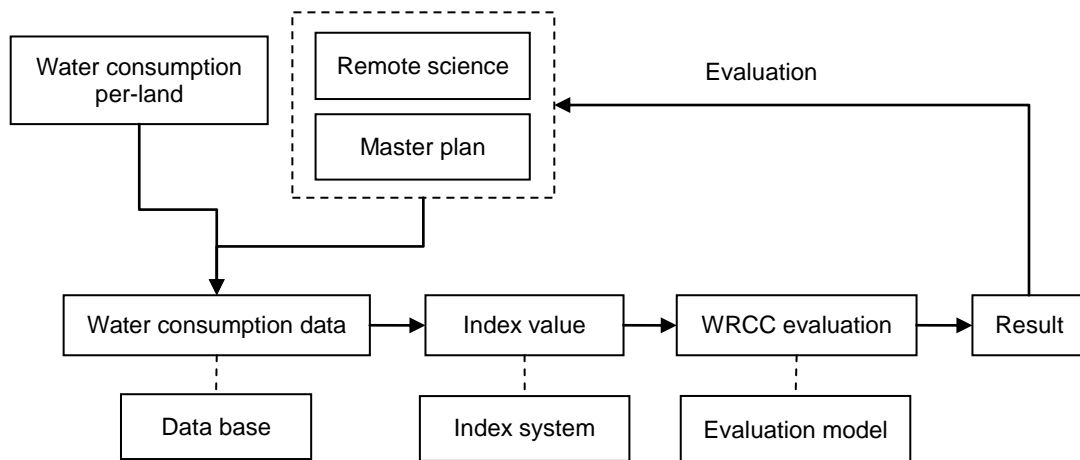 Water consumption
per-land
Remote science
Master plan
Evaluation
Water consumption data
Index value
WRCC evaluation
Result
Data base
Index system
Evaluation model